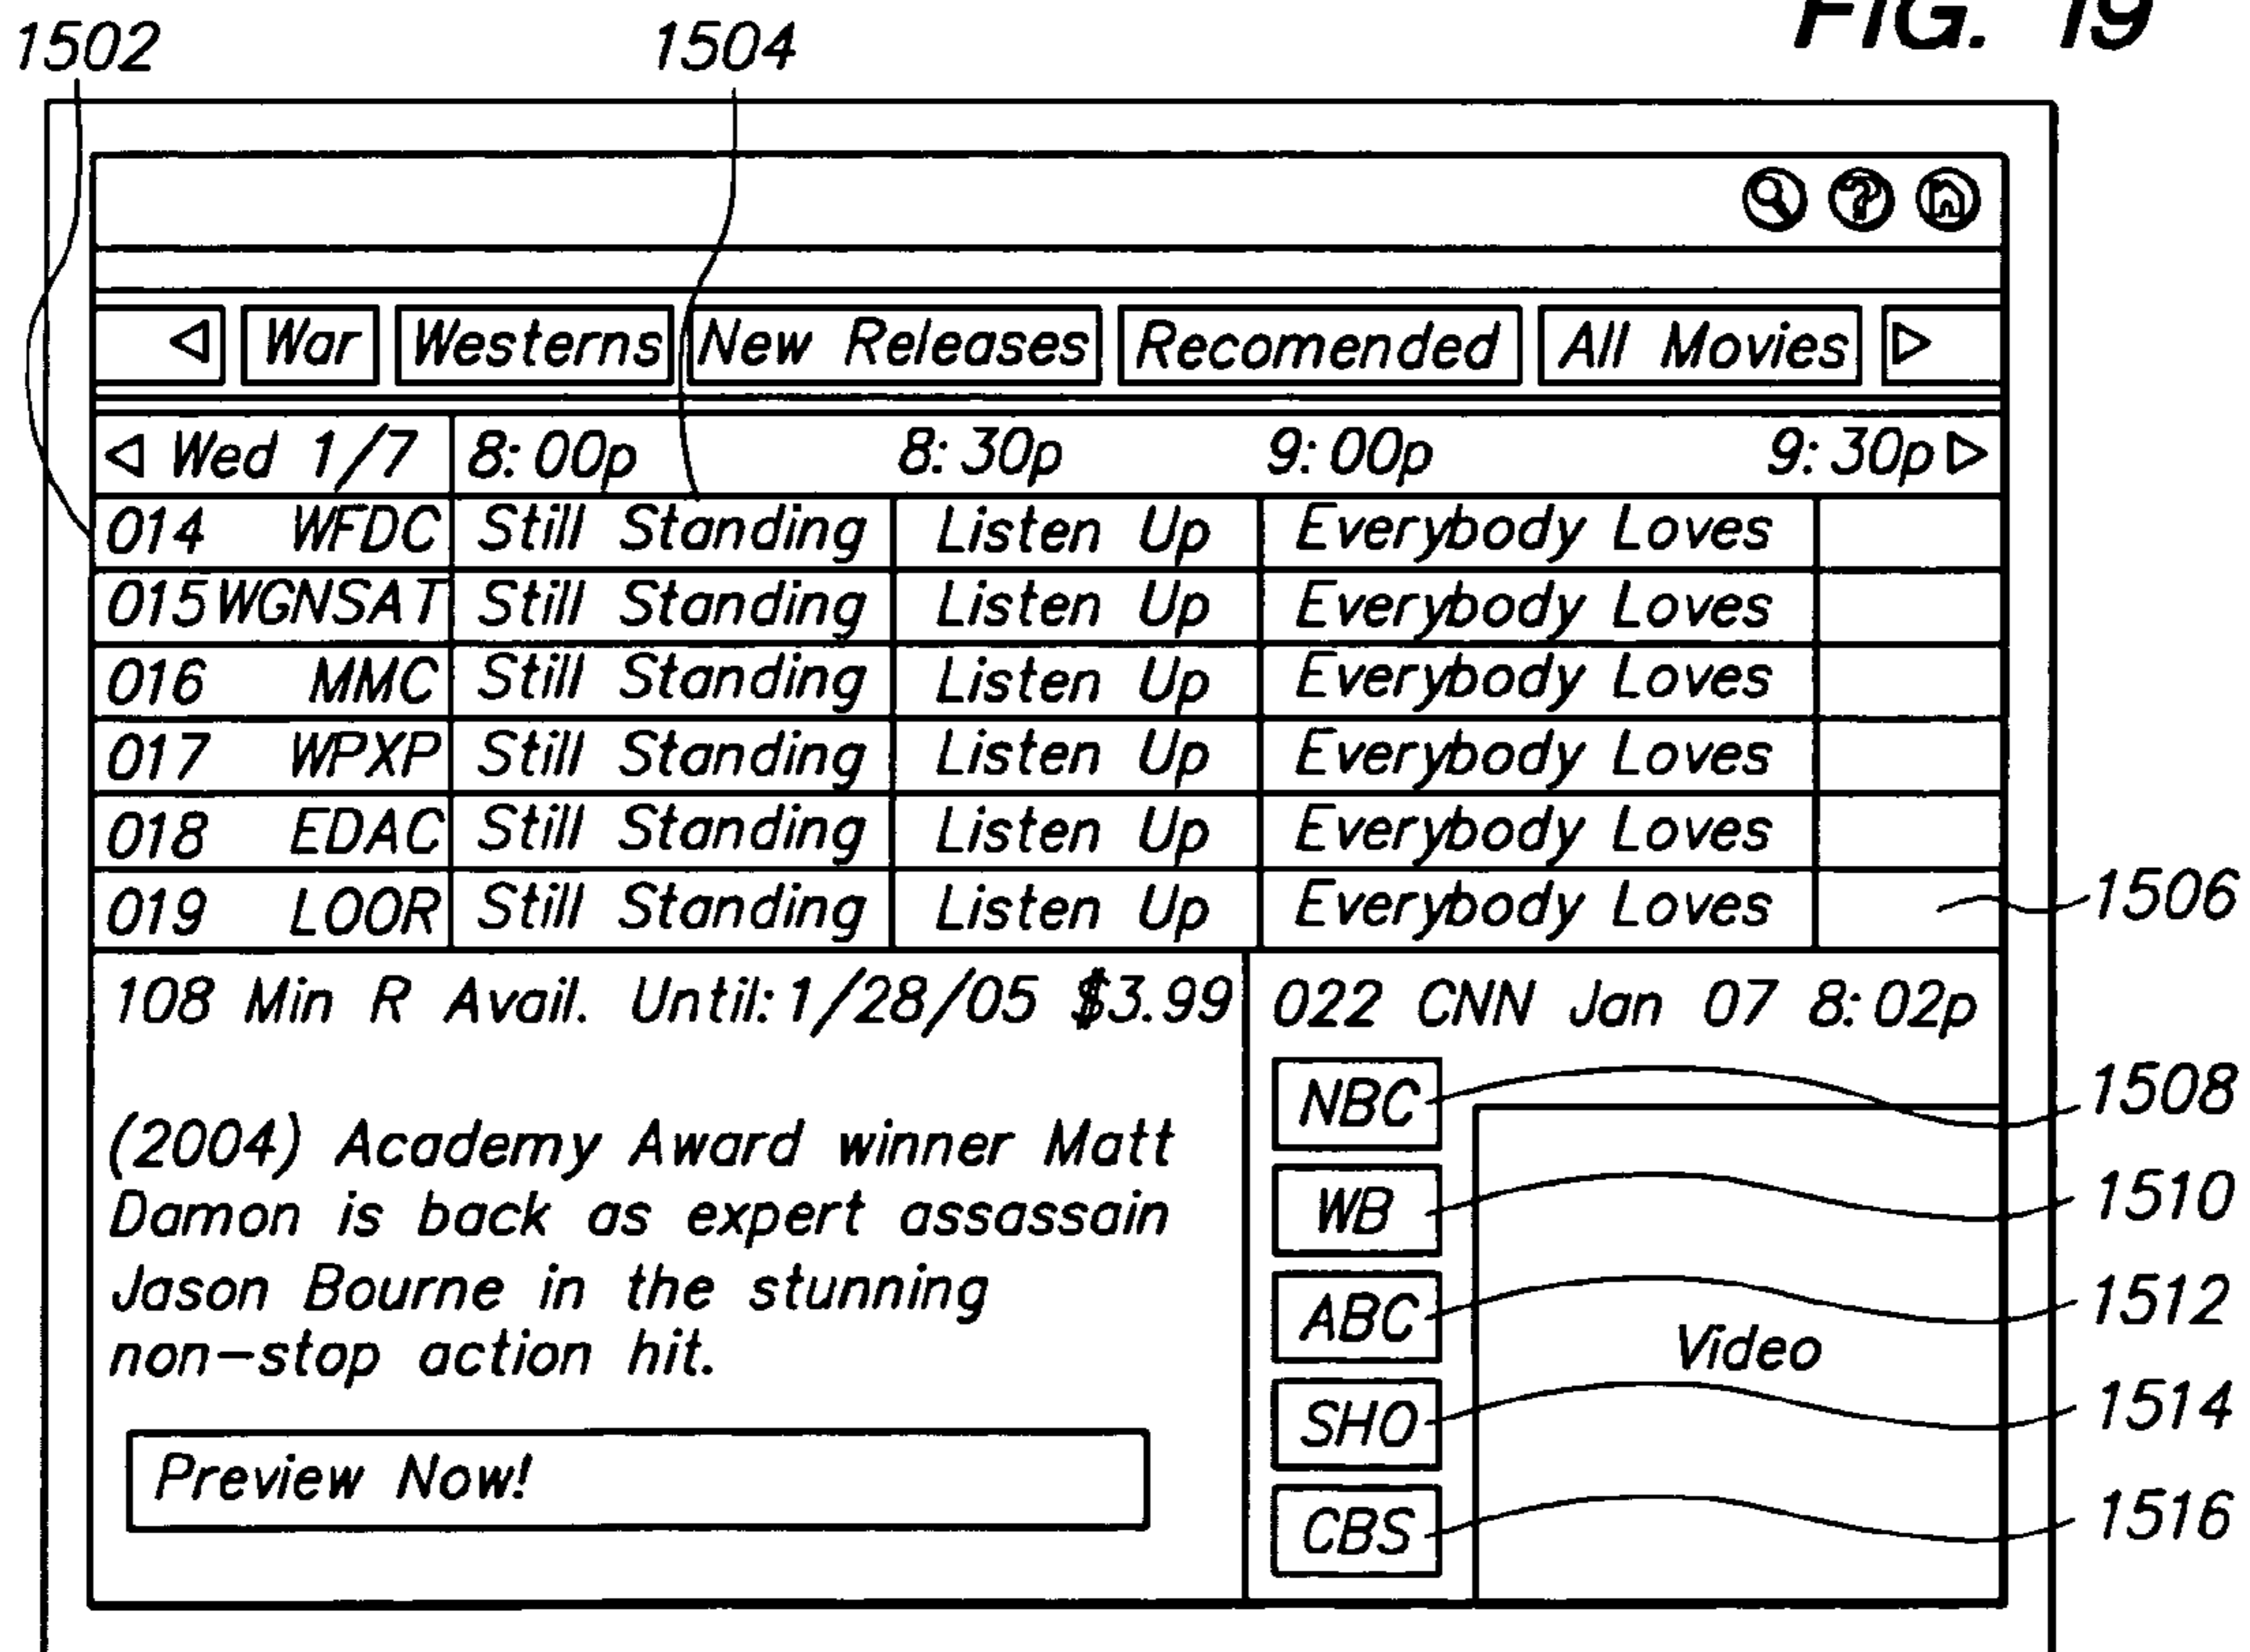 FIG. 19
1502 1504
War Westerns New Releases Recomended All Movies
Wed 1/7 8:00p 8:30p 9:00p 9:30p
014 WFDC Still Standing Listen Up Everybody Loves
015 WGNSAT Still Standing Listen Up Everybody Loves
016 MMC Still Standing Listen Up Everybody Loves
017 WPXP Still Standing Listen Up Everybody Loves
018 EDAC Still Standing Listen Up Everybody Loves
019 LOOR Still Standing Listen Up Everybody Loves
1506
108 Min R Avail. Until: 1/28/05 $3.99
(2004) Academy Award winner Matt
Damon is back as expert assassain
Jason Bourne in the stunning
non-stop action hit.
Preview Now!
022 CNN Jan 07 8:02p
NBC 1508
WB 1510
ABC 1512
Video
SHO 1514
CBS 1516